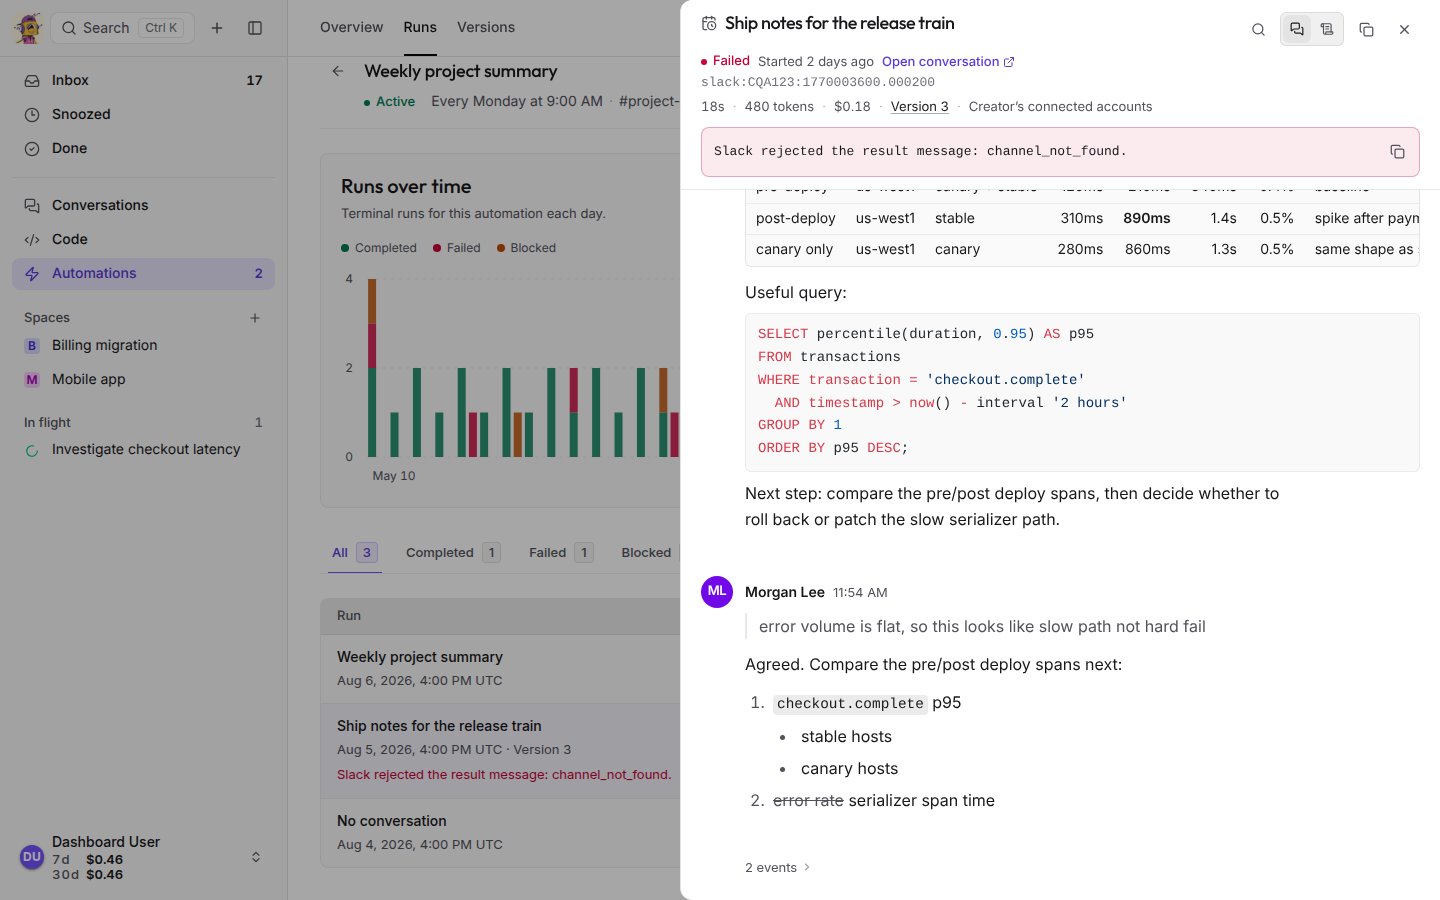 Search Ctrl K
Inbox 17
Snoozed
Done
Conversations
Code
Automations 2
Spaces
B Billing migration
M Mobile app
In flight 1
Investigate checkout latency
DU Dashboard User
7d $0.46
30d $0.46
Overview Runs Versions
Weekly project summary
Active Every Monday at 9:00 AM · #project-
Runs over time
Terminal runs for this automation each day.
Completed Failed Blocked
4
2
0
May 10
All 3 Completed 1 Failed 1 Blocked
Run
Weekly project summary
Aug 6, 2026, 4:00 PM UTC
Ship notes for the release train
Aug 5, 2026, 4:00 PM UTC · Version 3
Slack rejected the result message: channel_not_found.
No conversation
Aug 4, 2026, 4:00 PM UTC
Ship notes for the release train
Failed Started 2 days ago Open conversation
slack:CQA123:1770003600.000200
18s · 480 tokens · $0.18 · Version 3 · Creator’s connected accounts
Slack rejected the result message: channel_not_found.
post-deploy us-west1 stable 310ms 890ms 1.4s 0.5% spike after paym
canary only us-west1 canary 280ms 860ms 1.3s 0.5% same shape as
Useful query:
SELECT percentile(duration, 0.95) AS p95
FROM transactions
WHERE transaction = 'checkout.complete'
AND timestamp > now() - interval '2 hours'
GROUP BY 1
ORDER BY p95 DESC;
Next step: compare the pre/post deploy spans, then decide whether to
roll back or patch the slow serializer path.
ML Morgan Lee 11:54 AM
error volume is flat, so this looks like slow path not hard fail
Agreed. Compare the pre/post deploy spans next:
1. checkout.complete p95
• stable hosts
• canary hosts
2. error rate serializer span time
2 events